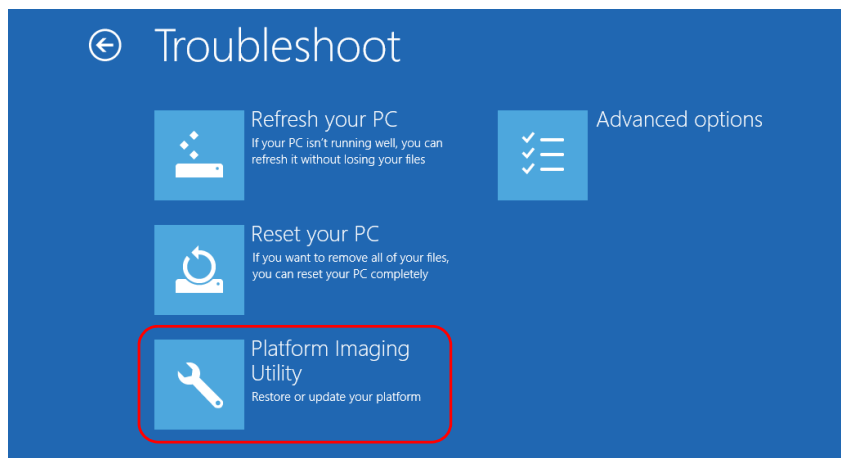 Troubleshoot
Refresh your PC
If your PC isn't running well, you can
refresh it without losing your files
Advanced options
Reset your PC
If you want to remove all of your files,
you can reset your PC completely
Platform Imaging
Utility
Restore or update your platform